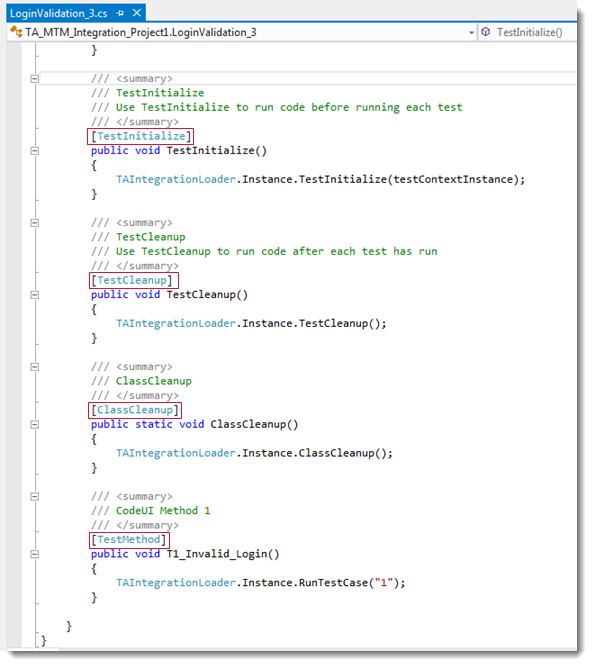 LoginValidation_3.cs
TA_MTM_Integration_Project1.LoginValidation_3 TestInitialize()
}
/// <summary>
/// TestInitialize
/// Use TestInitialize to run code before running each test
/// </summary>
[TestInitialize]
public void TestInitialize()
{
TAIntegrationLoader.Instance.TestInitialize(testContextInstance);
}
/// <summary>
/// TestCleanup
/// Use TestCleanup to run code after each test has run
/// </summary>
[TestCleanup]
public void TestCleanup()
{
TAIntegrationLoader.Instance.TestCleanup();
}
/// <summary>
/// ClassCleanup
/// </summary>
[ClassCleanup]
public static void ClassCleanup()
{
TAIntegrationLoader.Instance.ClassCleanup();
}
/// <summary>
/// CodeUI Method 1
/// </summary>
[TestMethod]
public void T1_Invalid_Login()
{
TAIntegrationLoader.Instance.RunTestCase("1");
}
}
}